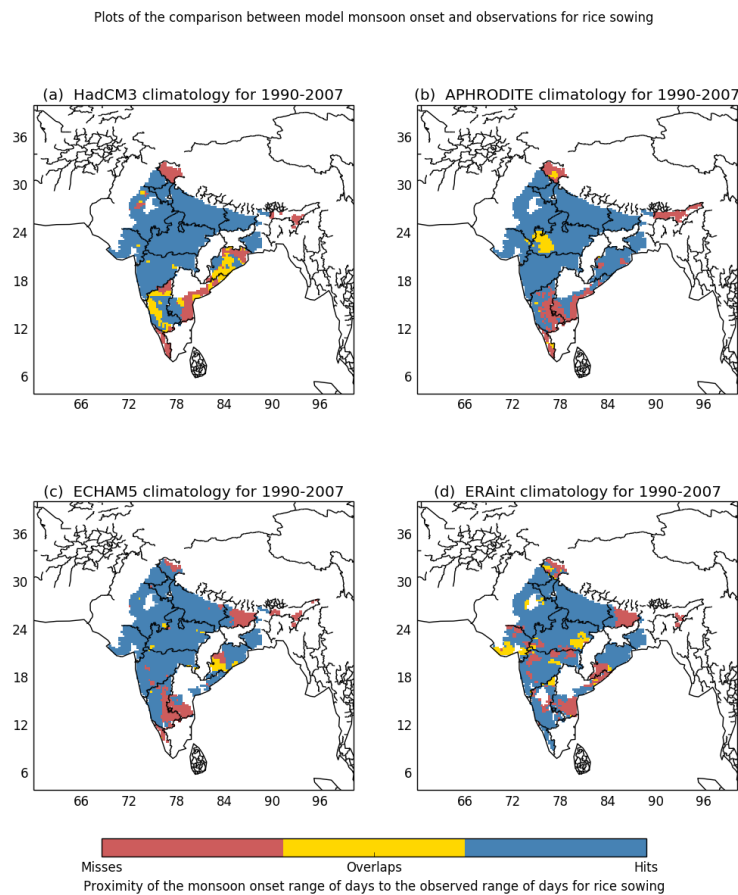 Plots of the comparison between model monsoon onset and observations for rice sowing
(a) HadCM3 climatology for 1990-2007
(b) APHRODITE climatology for 1990-2007
36
30
24
18
12
6
66 72 78 84 90 96
36
30
24
18
12
6
66 72 78 84 90 96
(c) ECHAM5 climatology for 1990-2007
(d) ERAint climatology for 1990-2007
36
30
24
18
12
6
66 72 78 84 90 96
36
30
24
18
12
6
66 72 78 84 90 96
Misses Overlaps Hits
Proximity of the monsoon onset range of days to the observed range of days for rice sowing